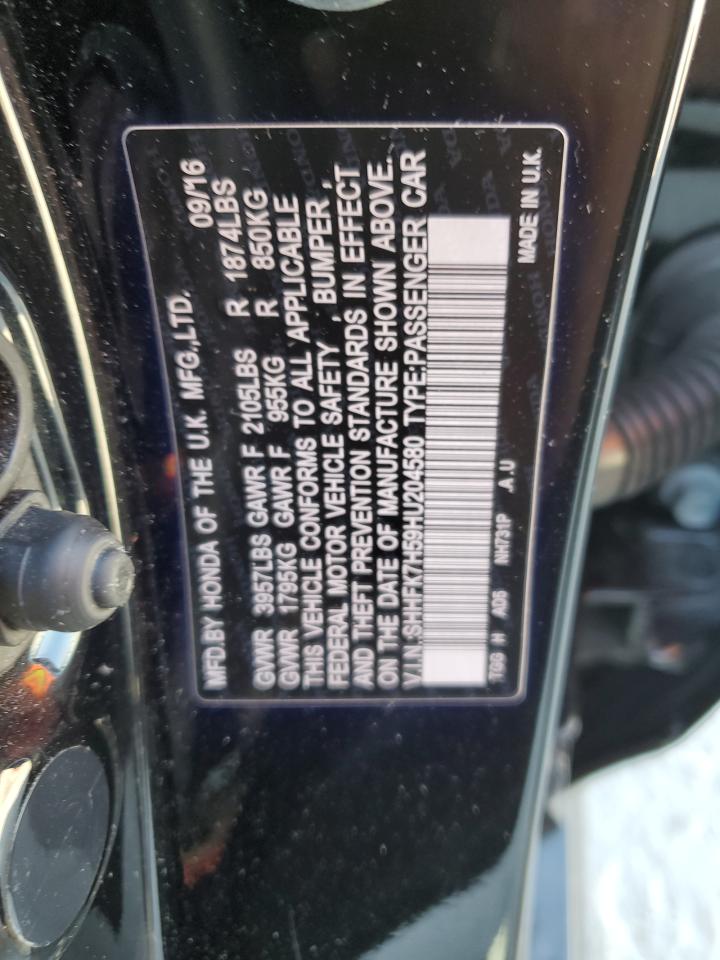 MFD.BY HONDA OF THE U.K. MFG.,LTD. 09/16
GVWR 3957LBS GAWR F 2105LBS R 1874LBS
GVWR 1795KG GAWR F 955KG R 850KG
THIS VEHICLE CONFORMS TO ALL APPLICABLE
FEDERAL MOTOR VEHICLE SAFETY , BUMPER ,
AND THEFT PREVENTION STANDARDS IN EFFECT
ON THE DATE OF MANUFACTURE SHOWN ABOVE.
V.I.N.:SHHFK7H59HU204580 TYPE:PASSENGER CAR
TGG H A05 NH731P .A U MADE IN U.K.